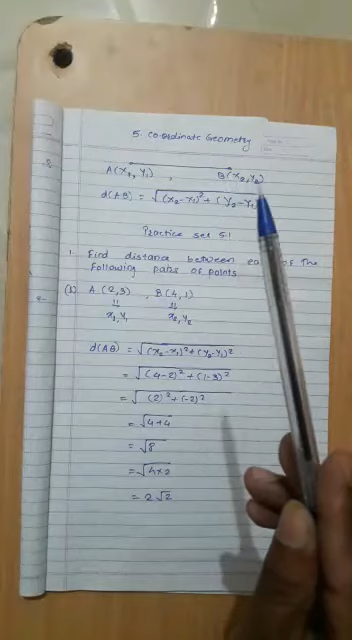 5. Co-ordinate Geometry
A(x₁, y₁) , B(x₂, y₂)
d(AB) = √(x₂-x₁)² + (y₂-y₁)
Practice set 5.1
1. Find distance between of the
following pairs of points
(1) A (2,3) , B(4,1)
⇓ ⇓
x₁, y₁ x₂, y₂
d(AB) = √(x₂-x₁)² + (y₂-y₁)²
= √(4-2)² + (1-3)²
= √(2)² + (-2)²
= √4+4
= √8
= √4×2
= 2√2